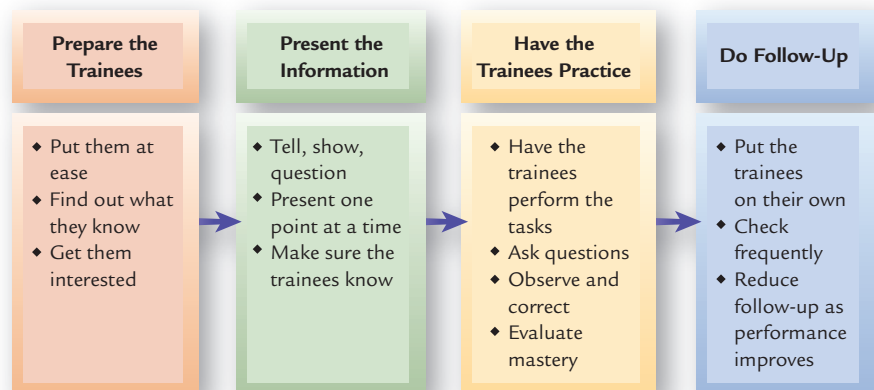 Prepare the
Trainees
◆ Put them at
ease
◆ Find out what
they know
◆ Get them
interested
Present the
Information
◆ Tell, show,
question
◆ Present one
point at a time
◆ Make sure the
trainees know
Have the
Trainees Practice
◆ Have the
trainees
perform the
tasks
◆ Ask questions
◆ Observe and
correct
◆ Evaluate
mastery
Do Follow-Up
◆ Put the
trainees
on their own
◆ Check
frequently
◆ Reduce
follow-up as
performance
improves